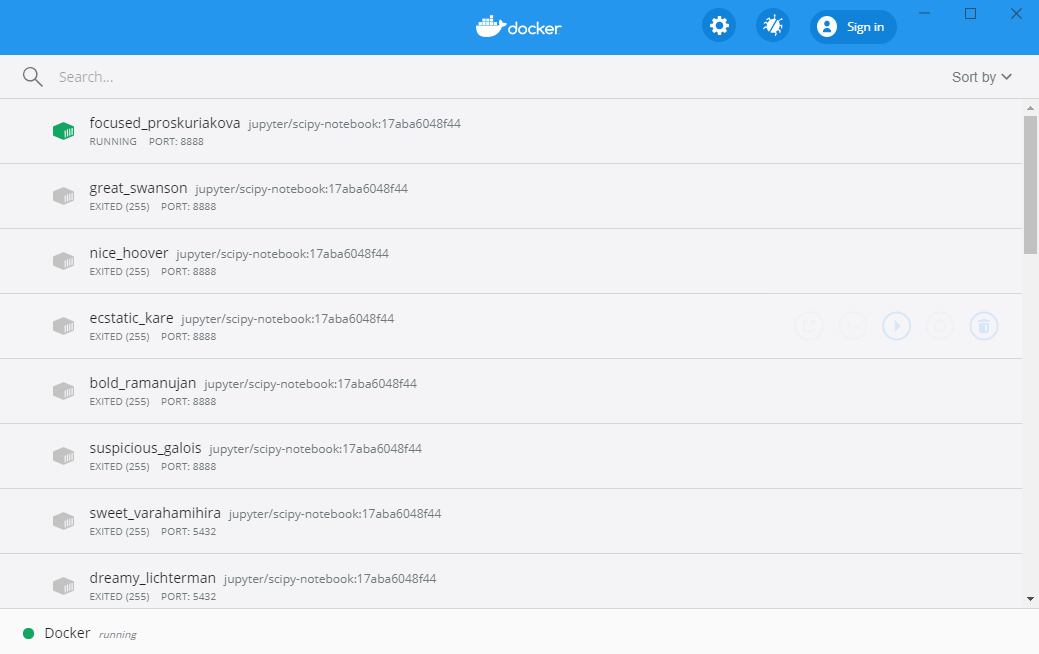 docker
Sign in
Search...
Sort by
focused_proskuriakova jupyter/scipy-notebook:17aba6048f44
RUNNING PORT: 8888
great_swanson jupyter/scipy-notebook:17aba6048f44
EXITED (255) PORT: 8888
nice_hoover jupyter/scipy-notebook:17aba6048f44
EXITED (255) PORT: 8888
ecstatic_kare jupyter/scipy-notebook:17aba6048f44
EXITED (255) PORT: 8888
bold_ramanujan jupyter/scipy-notebook:17aba6048f44
EXITED (255) PORT: 8888
suspicious_galois jupyter/scipy-notebook:17aba6048f44
EXITED (255) PORT: 8888
sweet_varahamihira jupyter/scipy-notebook:17aba6048f44
EXITED (255) PORT: 5432
dreamy_lichterman jupyter/scipy-notebook:17aba6048f44
EXITED (255) PORT: 5432
Docker running